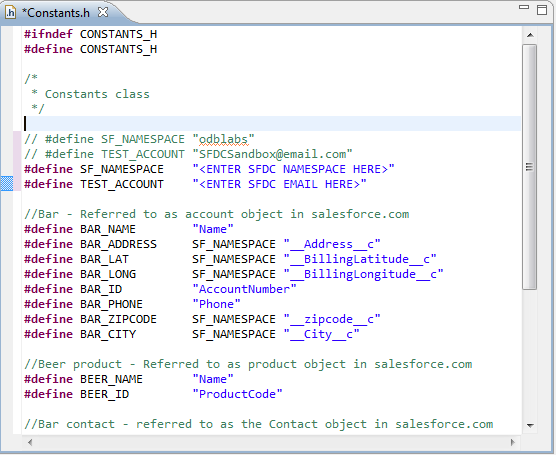 *Constants.h
#ifndef CONSTANTS_H
#define CONSTANTS_H
/*
 * Constants class
 */
// #define SF_NAMESPACE "odblabs"
// #define TEST_ACCOUNT "SFDCSandbox@email.com"
#define SF_NAMESPACE    "<ENTER SFDC NAMESPACE HERE>"
#define TEST_ACCOUNT    "<ENTER SFDC EMAIL HERE>"
//Bar - Referred to as account object in salesforce.com
#define BAR_NAME        "Name"
#define BAR_ADDRESS     SF_NAMESPACE "__Address__c"
#define BAR_LAT         SF_NAMESPACE "__BillingLatitude__c"
#define BAR_LONG        SF_NAMESPACE "__BillingLongitude__c"
#define BAR_ID          "AccountNumber"
#define BAR_PHONE       "Phone"
#define BAR_ZIPCODE     SF_NAMESPACE "__zipcode__c"
#define BAR_CITY        SF_NAMESPACE "__City__c"
//Beer product - Referred to as product object in salesforce.com
#define BEER_NAME       "Name"
#define BEER_ID         "ProductCode"
//Bar contact - referred to as the Contact object in salesforce.com